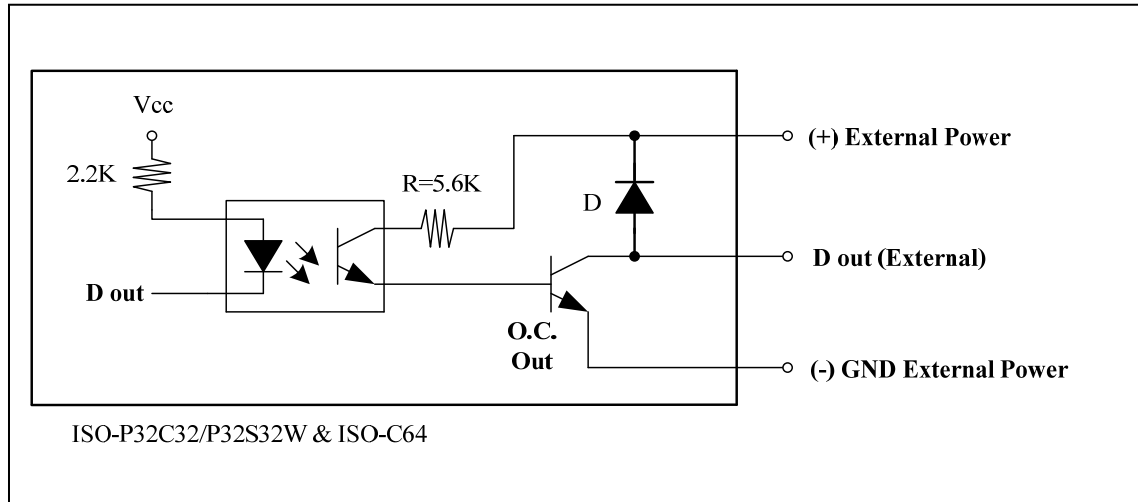 Vcc
2.2K
R=5.6K
(+) External Power
D
D out (External)
D out
O.C.
Out
(-) GND External Power
ISO-P32C32/P32S32W & ISO-C64